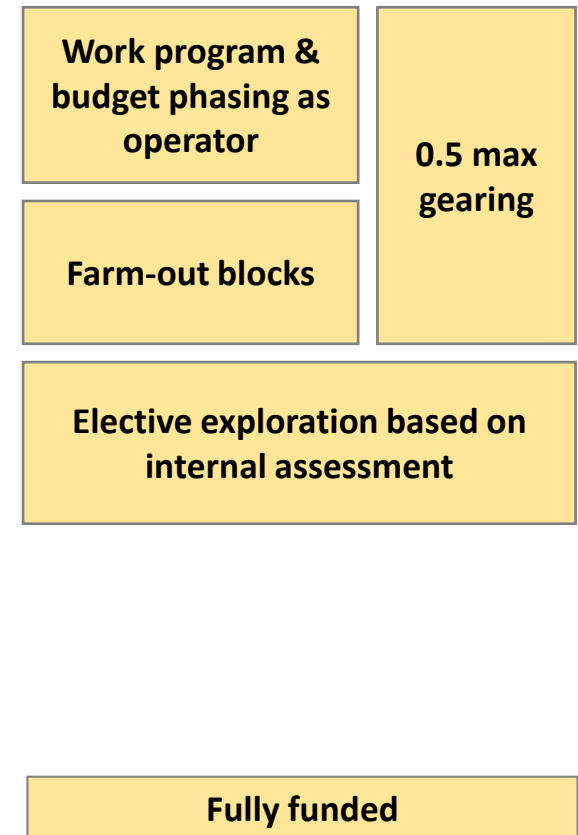 Work program &
budget phasing as
operator
0.5 max
gearing
Farm-out blocks
Elective exploration based on
internal assessment
Fully funded